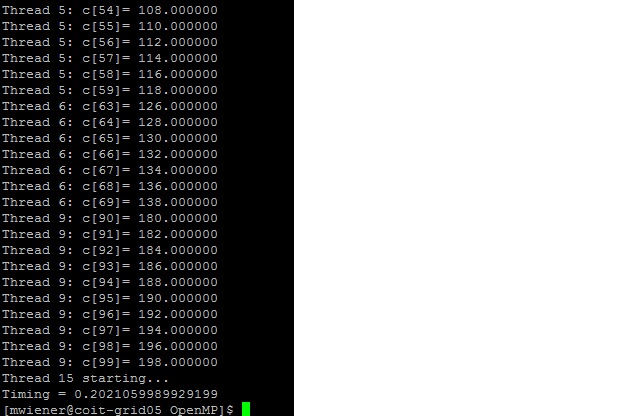 Thread 5: c[54]= 108.000000
Thread 5: c[55]= 110.000000
Thread 5: c[56]= 112.000000
Thread 5: c[57]= 114.000000
Thread 5: c[58]= 116.000000
Thread 5: c[59]= 118.000000
Thread 6: c[63]= 126.000000
Thread 6: c[64]= 128.000000
Thread 6: c[65]= 130.000000
Thread 6: c[66]= 132.000000
Thread 6: c[67]= 134.000000
Thread 6: c[68]= 136.000000
Thread 6: c[69]= 138.000000
Thread 9: c[90]= 180.000000
Thread 9: c[91]= 182.000000
Thread 9: c[92]= 184.000000
Thread 9: c[93]= 186.000000
Thread 9: c[94]= 188.000000
Thread 9: c[95]= 190.000000
Thread 9: c[96]= 192.000000
Thread 9: c[97]= 194.000000
Thread 9: c[98]= 196.000000
Thread 9: c[99]= 198.000000
Thread 15 starting...
Timing = 0.2021059989929199
[mwiener@coit-grid05 OpenMP]$